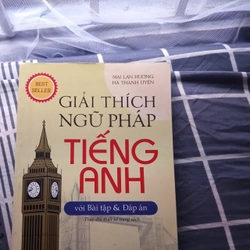 MAI LAN HƯƠNG
HÀ THANH UYÊN
BEST
SELLER
GIẢI THÍCH
NGỮ PHÁP
TIẾNG
ANH
với Bài tập & Đáp án